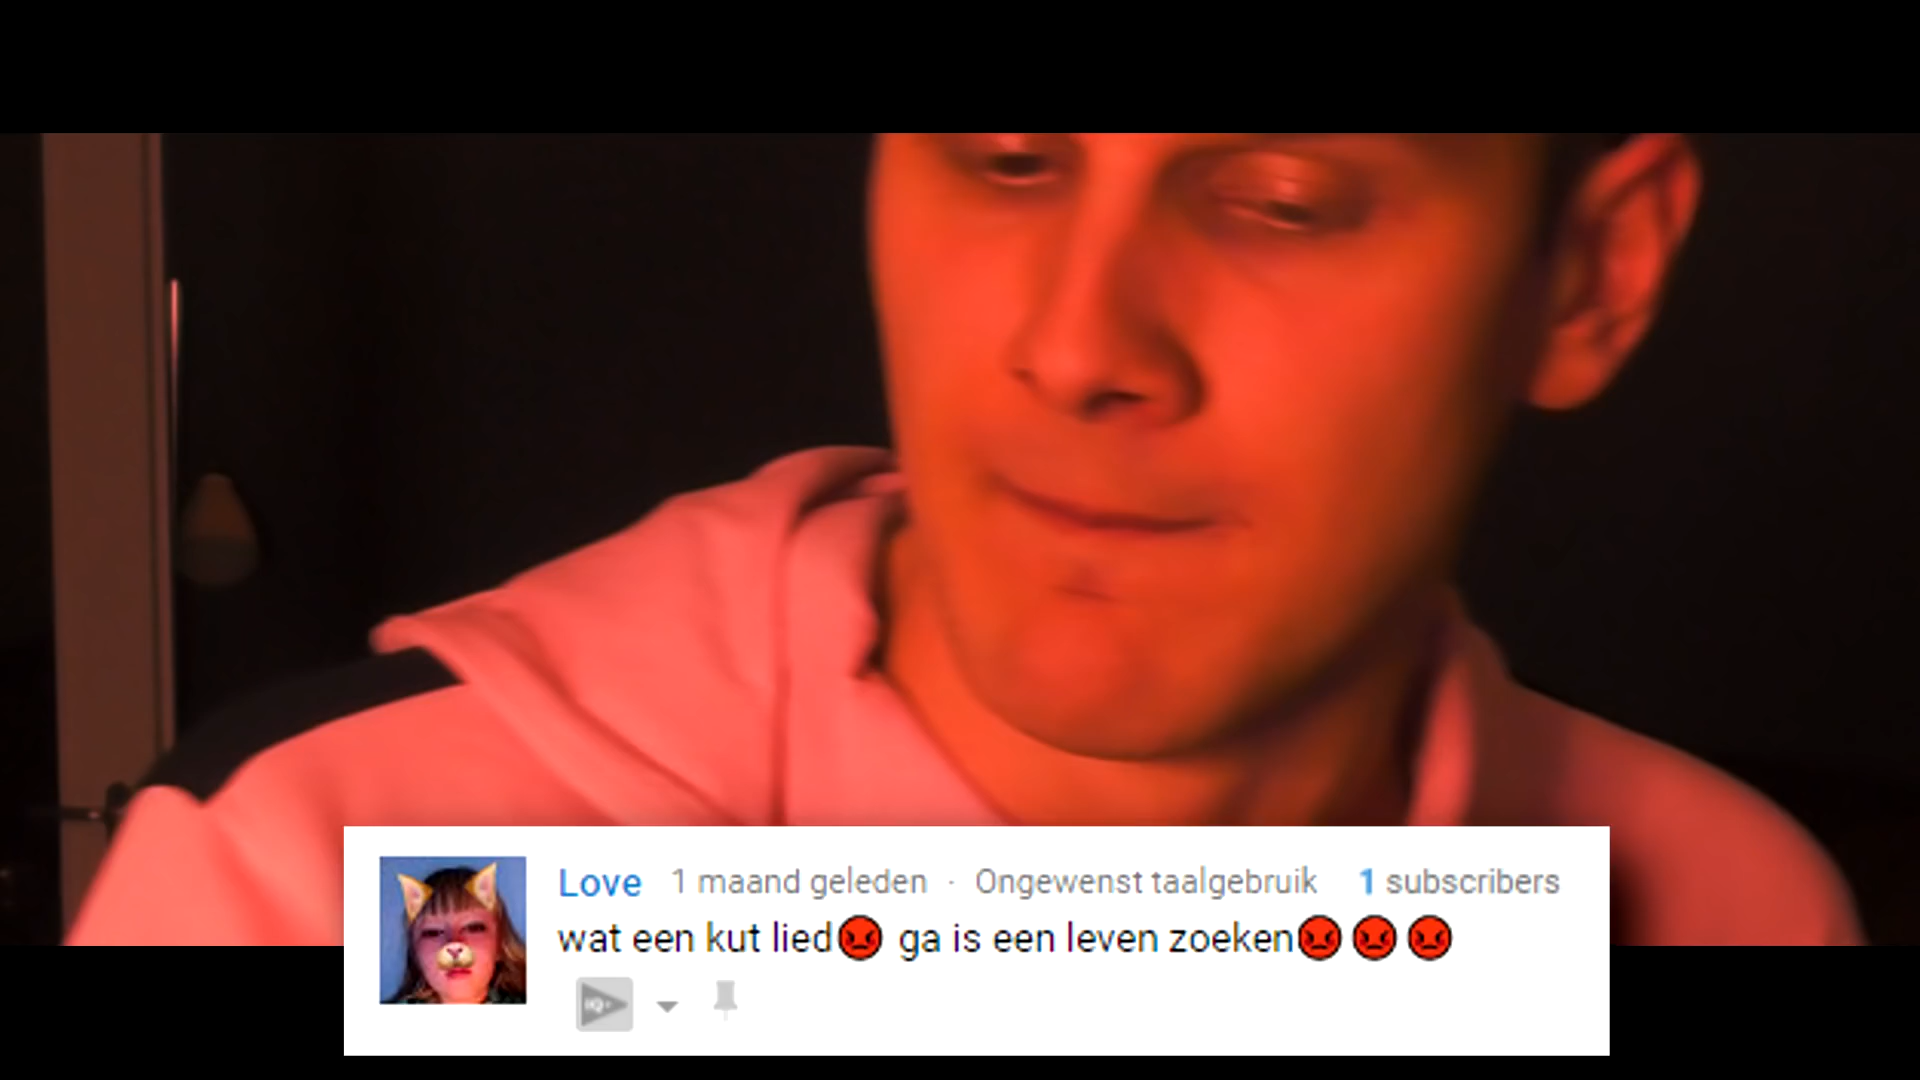 Love 1 maand geleden · Ongewenst taalgebruik 1 subscribers
wat een kut lied😡 ga is een leven zoeken😡😡😡